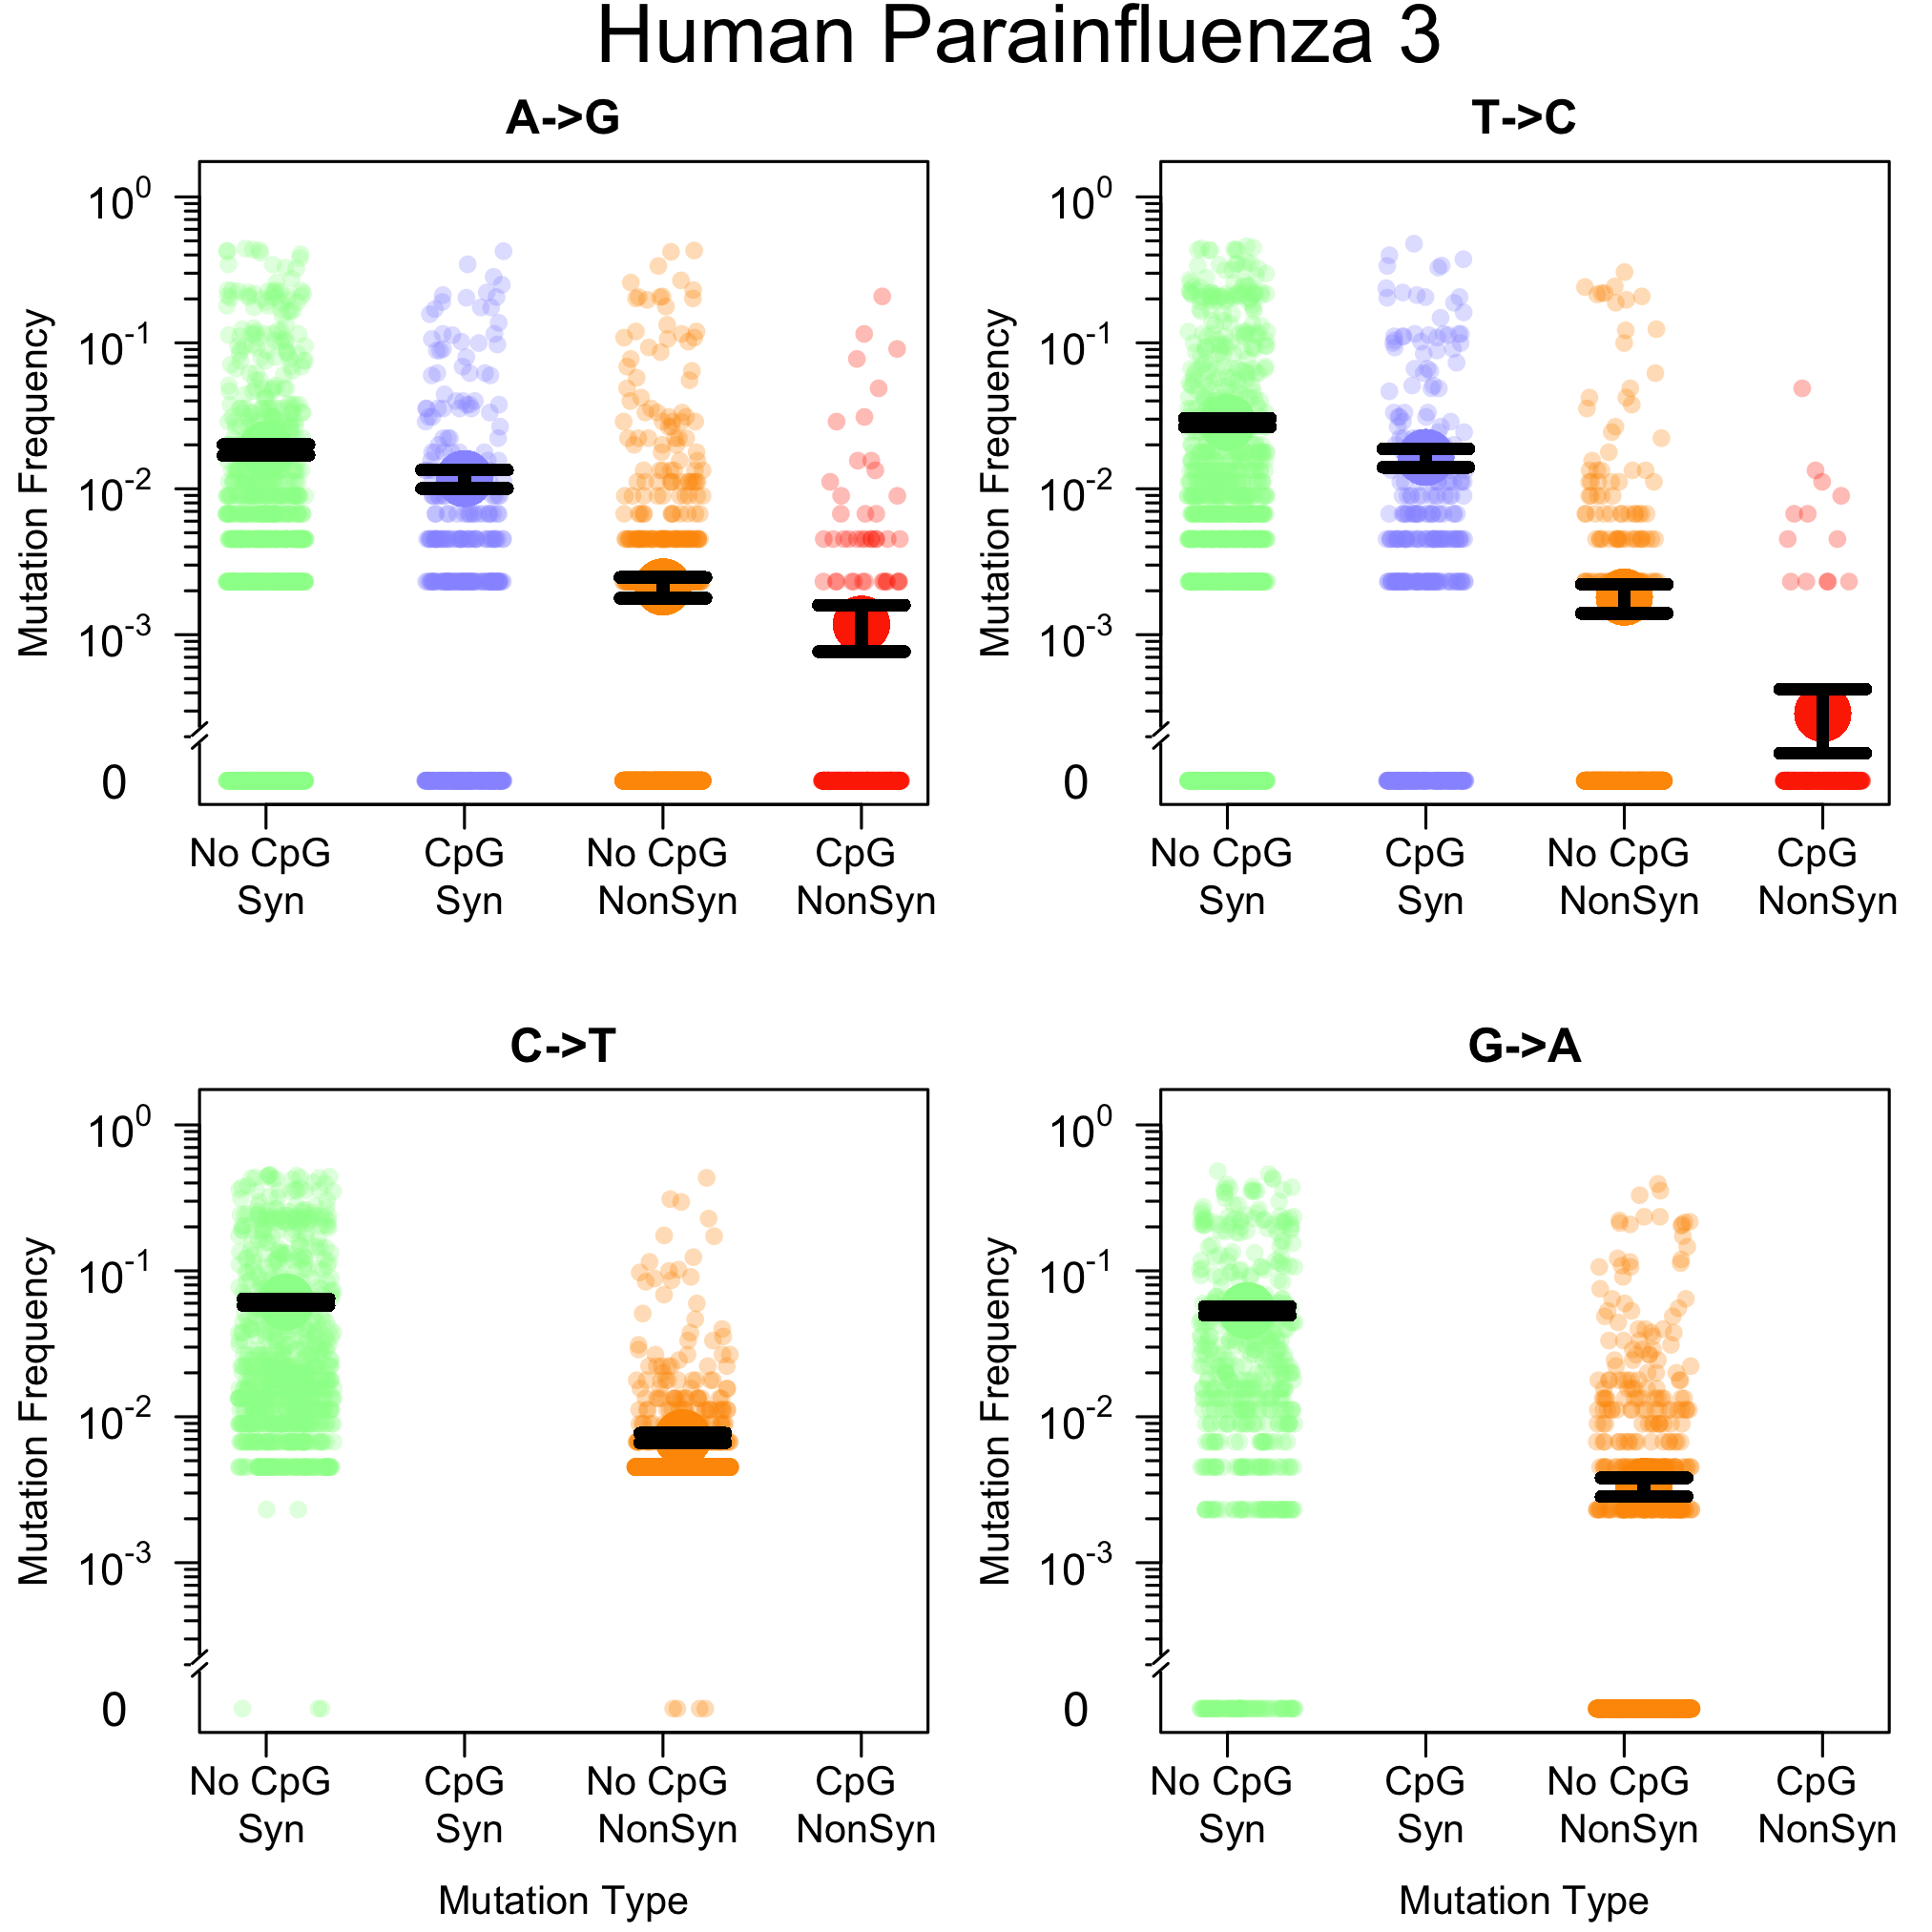 Human Parainfluenza 3
A->G
Mutation Frequency
10^0
10^-1
10^-2
10^-3
0
No CpG Syn
CpG Syn
No CpG NonSyn
CpG NonSyn
T->C
Mutation Frequency
10^0
10^-1
10^-2
10^-3
0
No CpG Syn
CpG Syn
No CpG NonSyn
CpG NonSyn
C->T
Mutation Frequency
10^0
10^-1
10^-2
10^-3
0
No CpG Syn
CpG Syn
No CpG NonSyn
CpG NonSyn
Mutation Type
G->A
Mutation Frequency
10^0
10^-1
10^-2
10^-3
0
No CpG Syn
CpG Syn
No CpG NonSyn
CpG NonSyn
Mutation Type